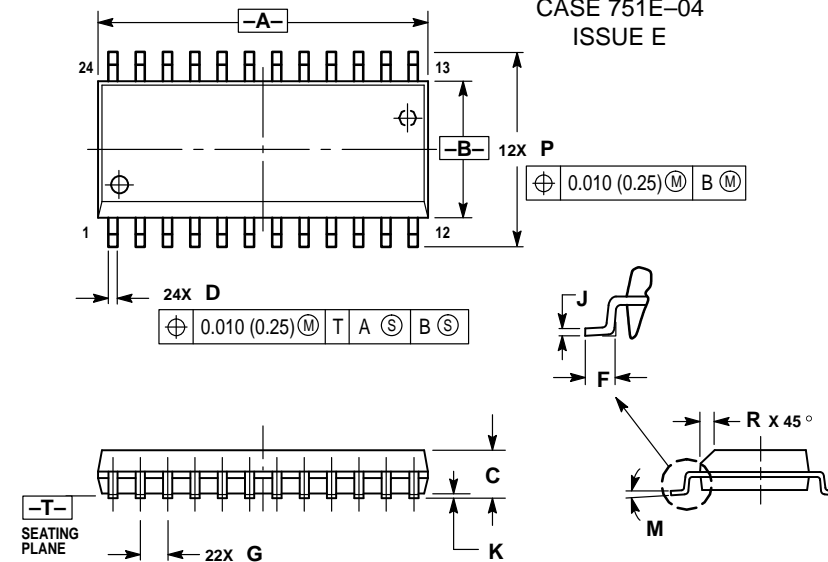 CASE 751E–04
ISSUE E
–A–
24
13
–B–
12X P
⌖ 0.010 (0.25) Ⓜ B Ⓜ
1
12
24X D
⌖ 0.010 (0.25) Ⓜ T A Ⓢ B Ⓢ
J
F
R X 45°
C
–T–
SEATING
PLANE
M
22X G
K